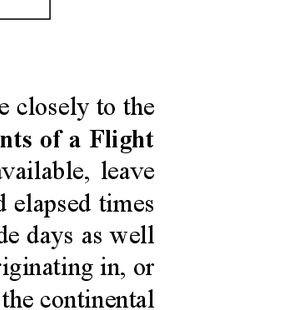 e closely to the
nts of a Flight
vailable, leave
d elapsed times
de days as well
riginating in, or
the continental